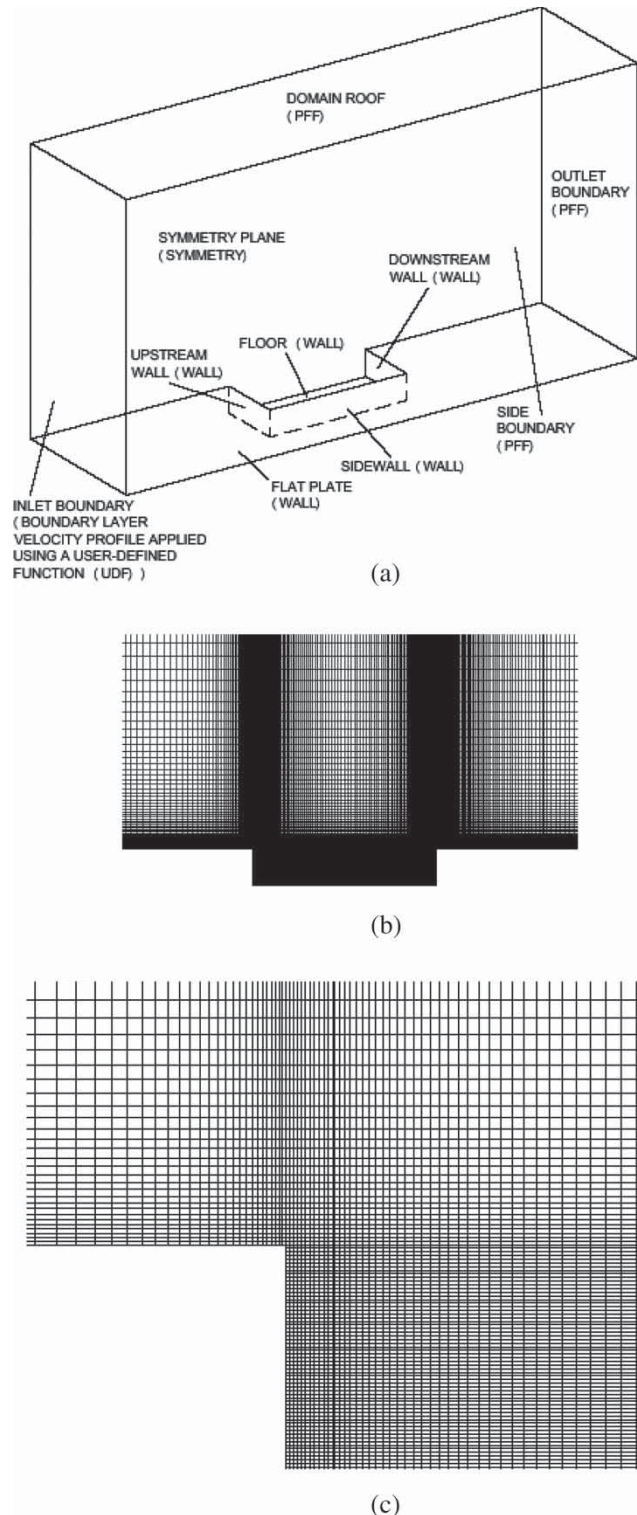 DOMAIN ROOF
(PFF)
OUTLET
BOUNDARY
(PFF)
SYMMETRY PLANE
(SYMMETRY)
DOWNSTREAM
WALL (WALL)
FLOOR (WALL)
UPSTREAM
WALL (WALL)
SIDE
BOUNDARY
(PFF)
SIDEWALL (WALL)
FLAT PLATE
(WALL)
INLET BOUNDARY
( BOUNDARY LAYER
VELOCITY PROFILE APPLIED
USING A USER-DEFINED
FUNCTION (UDF) )
(a)
(b)
(c)